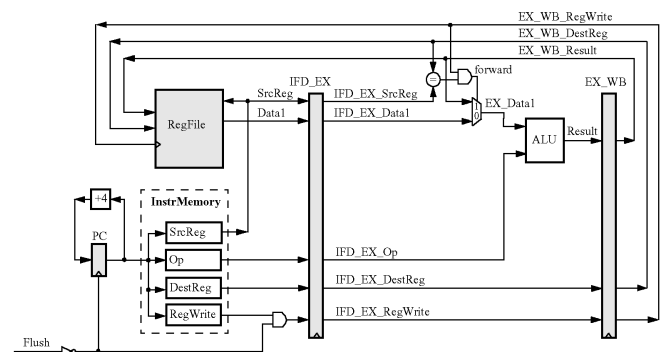 EX_WB_RegWrite
EX_WB_DestReg
EX_WB_Result
IFD_EX
forward
EX_WB
SrcReg
IFD_EX_SrcReg
=
RegFile
Data1
IFD_EX_Data1
1
0
EX_Data1
ALU
Result
+4
InstrMemory
PC
SrcReg
Op
IFD_EX_Op
DestReg
IFD_EX_DestReg
RegWrite
IFD_EX_RegWrite
Flush